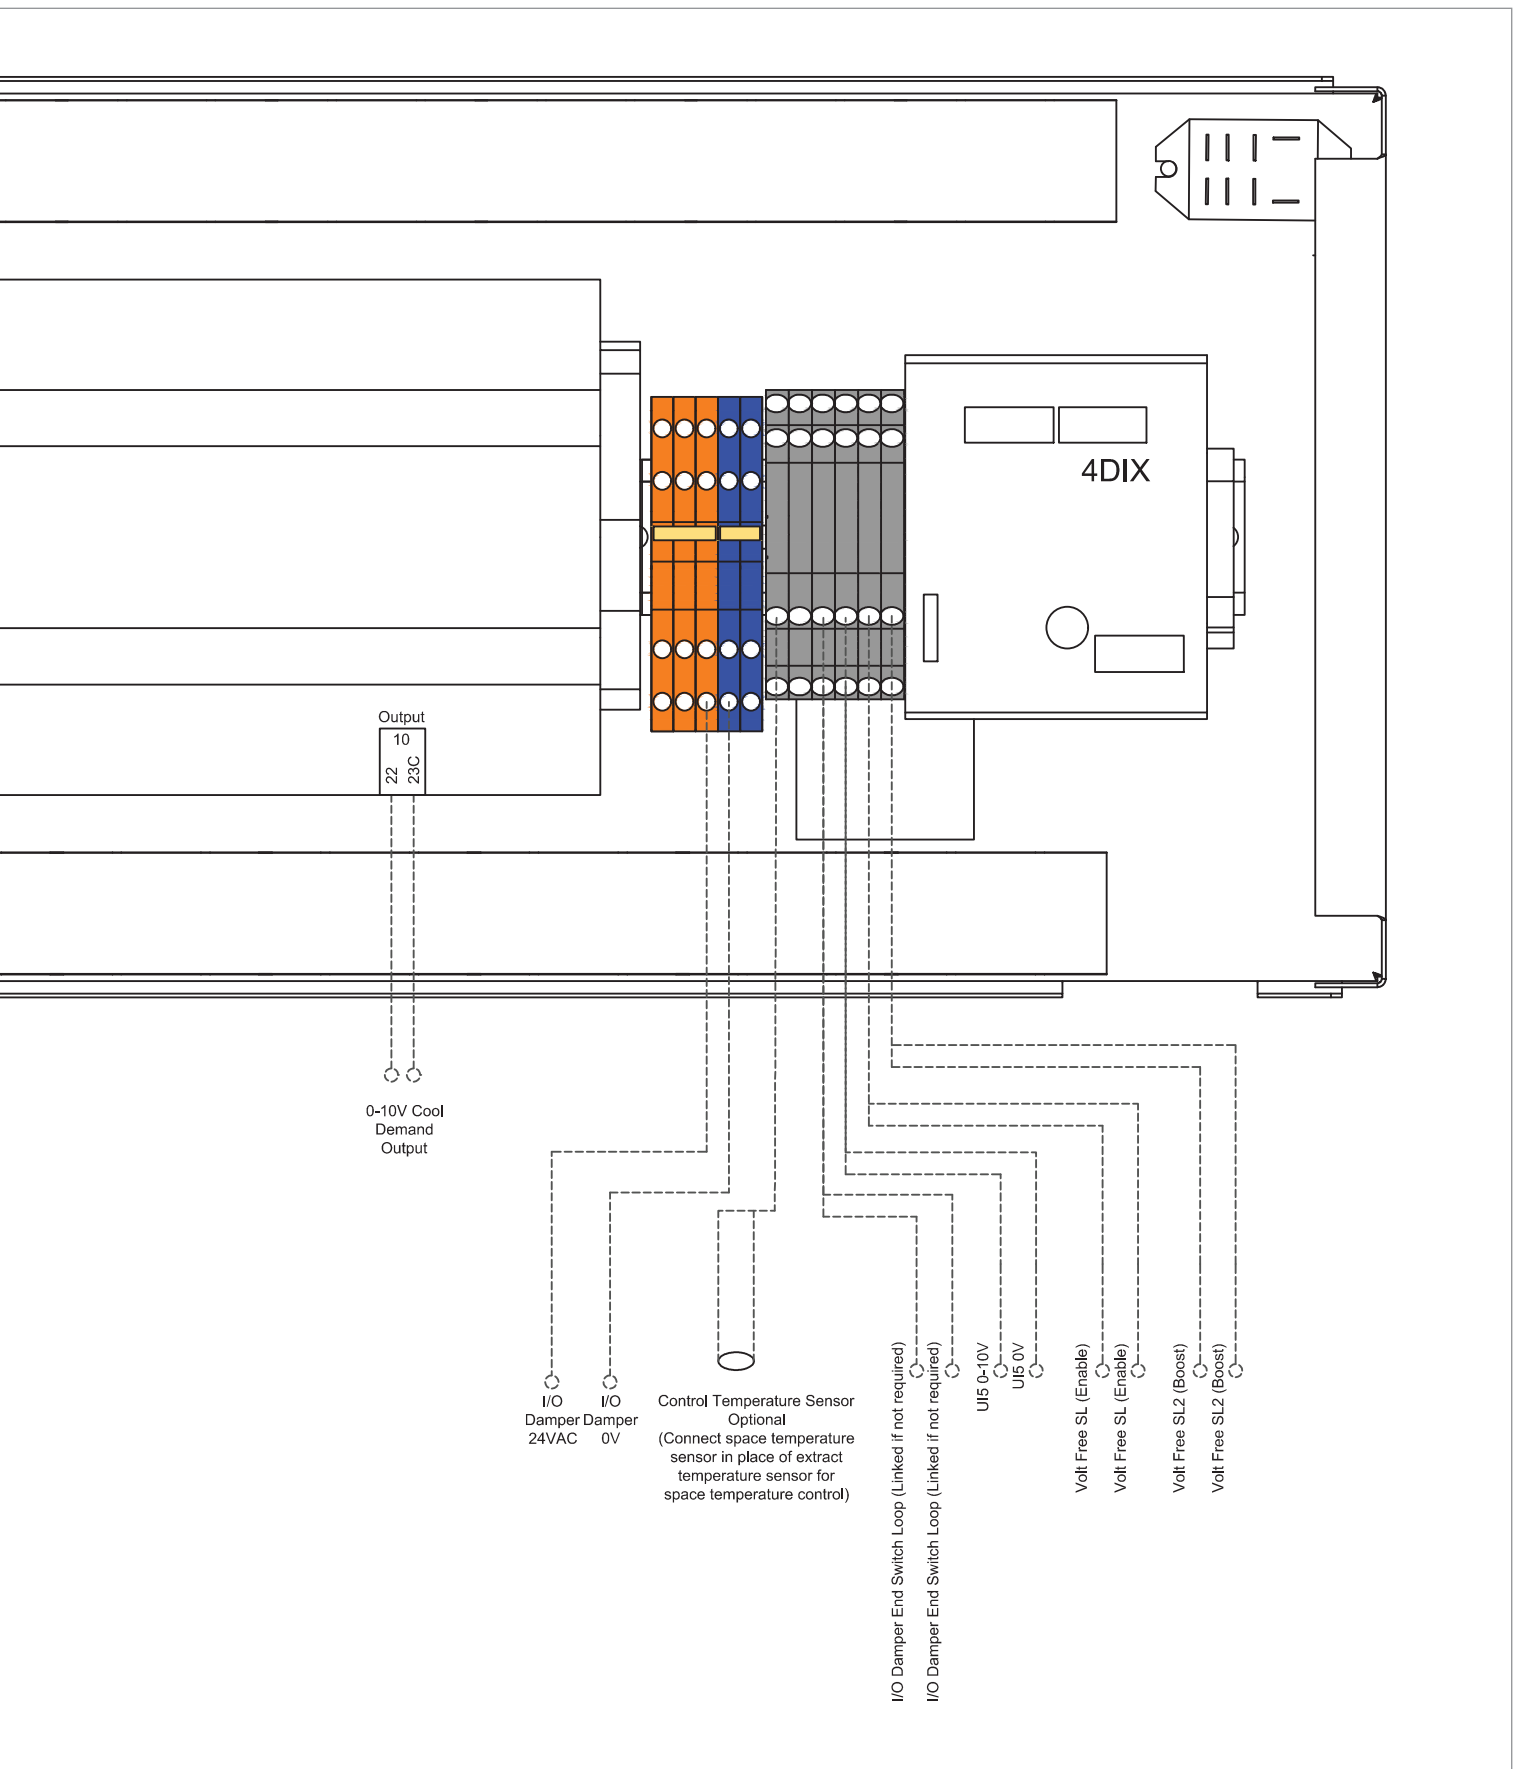 4DIX
Output
10
22
23C
0-10V Cool
Demand
Output
I/O
Damper
24VAC
I/O
Damper
0V
Control Temperature Sensor
Optional
(Connect space temperature
sensor in place of extract
temperature sensor for
space temperature control)
I/O Damper End Switch Loop (Linked if not required)
I/O Damper End Switch Loop (Linked if not required)
UI5 0-10V
UI5 0V
Volt Free SL (Enable)
Volt Free SL (Enable)
Volt Free SL2 (Boost)
Volt Free SL2 (Boost)